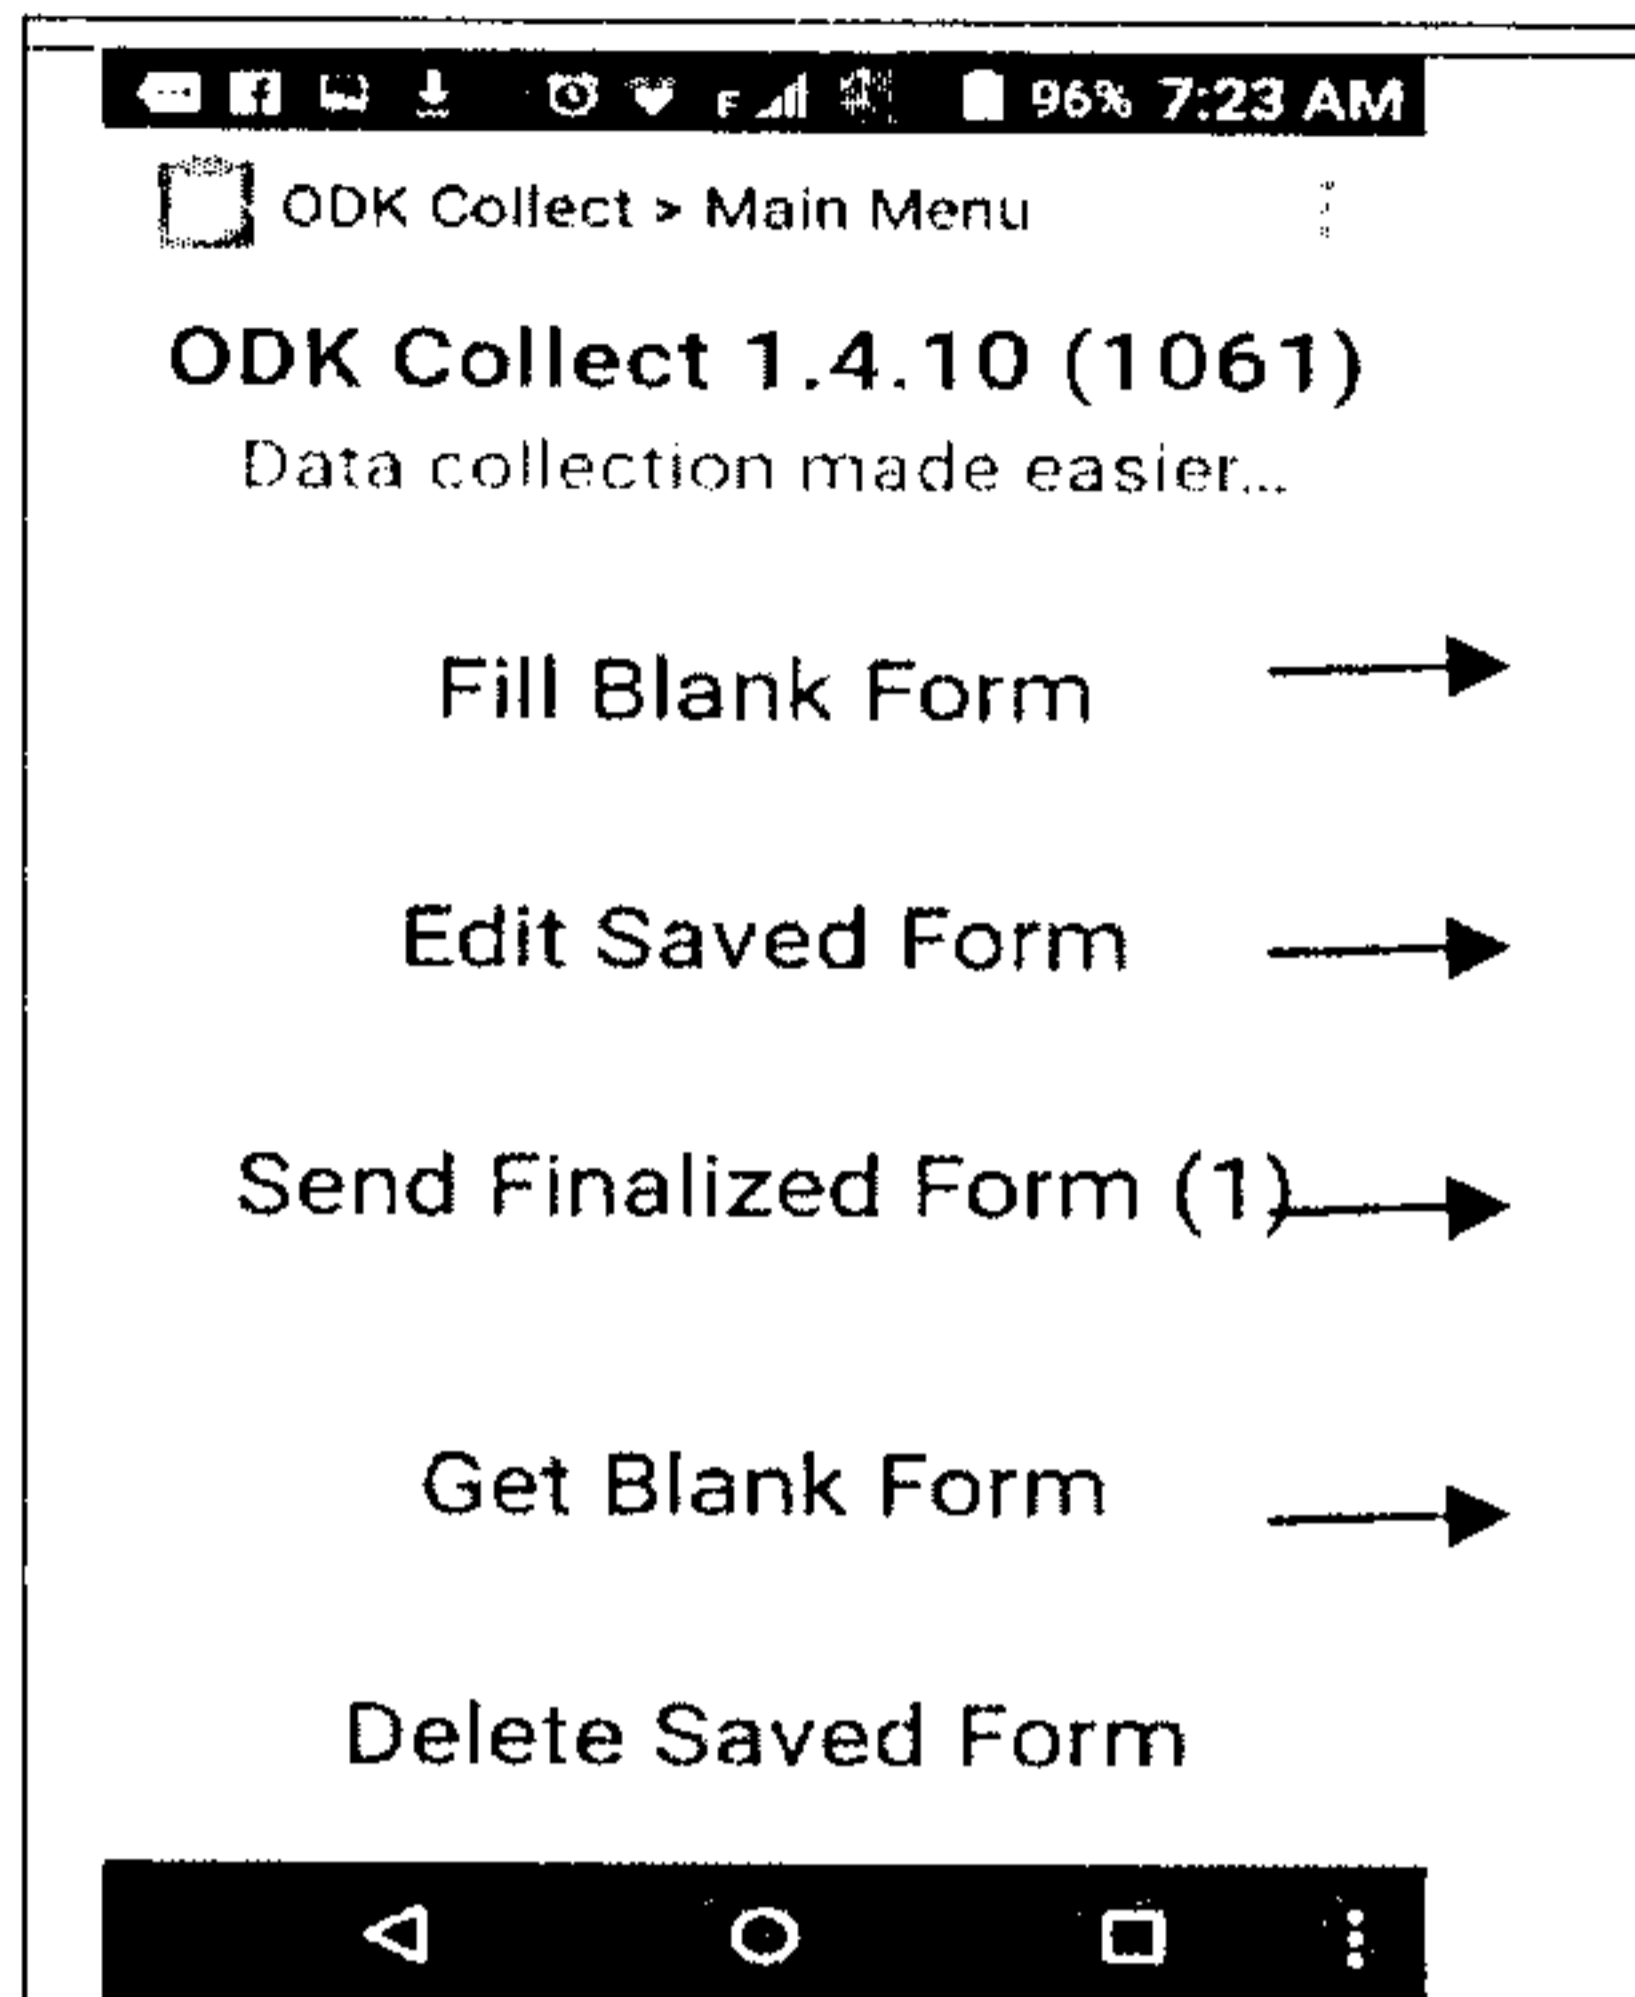 F 96% 7:23 AM
ODK Collect > Main Menu
ODK Collect 1.4.10 (1061)
Data collection made easier...
Fill Blank Form
Edit Saved Form
Send Finalized Form (1)
Get Blank Form
Delete Saved Form